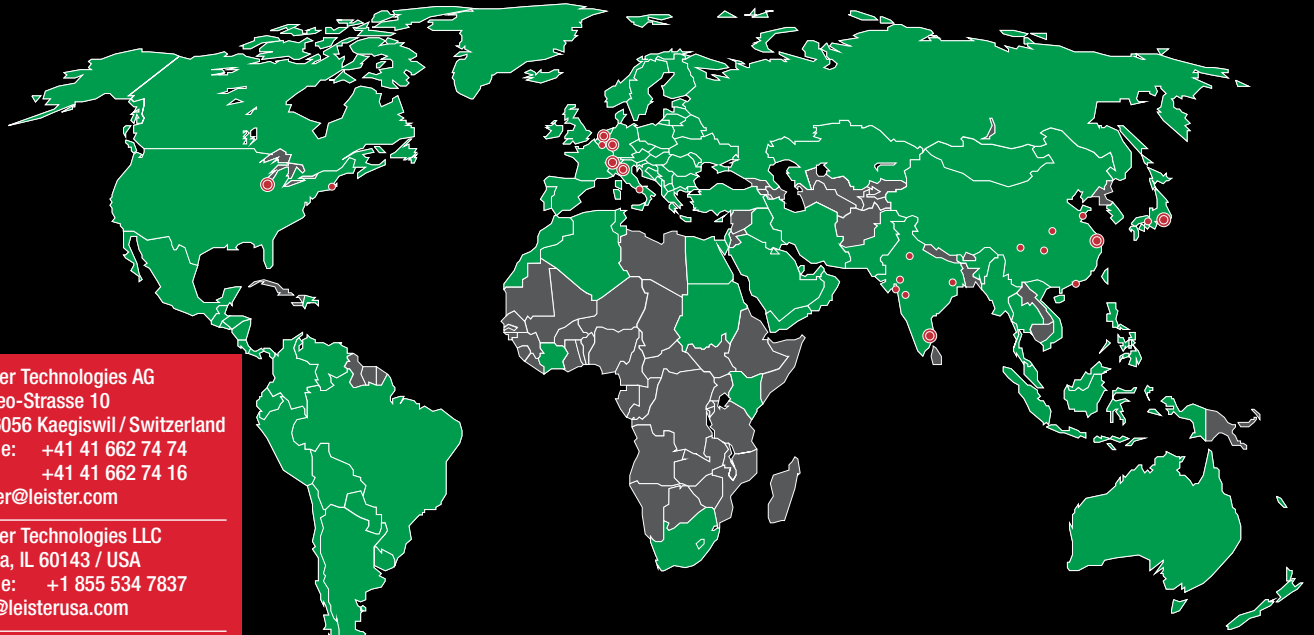 er Technologies AG
eo-Strasse 10
6056 Kaegiswil / Switzerland
e: +41 41 662 74 74
+41 41 662 74 16
er@leister.com
er Technologies LLC
a, IL 60143 / USA
e: +1 855 534 7837
@leisterusa.com